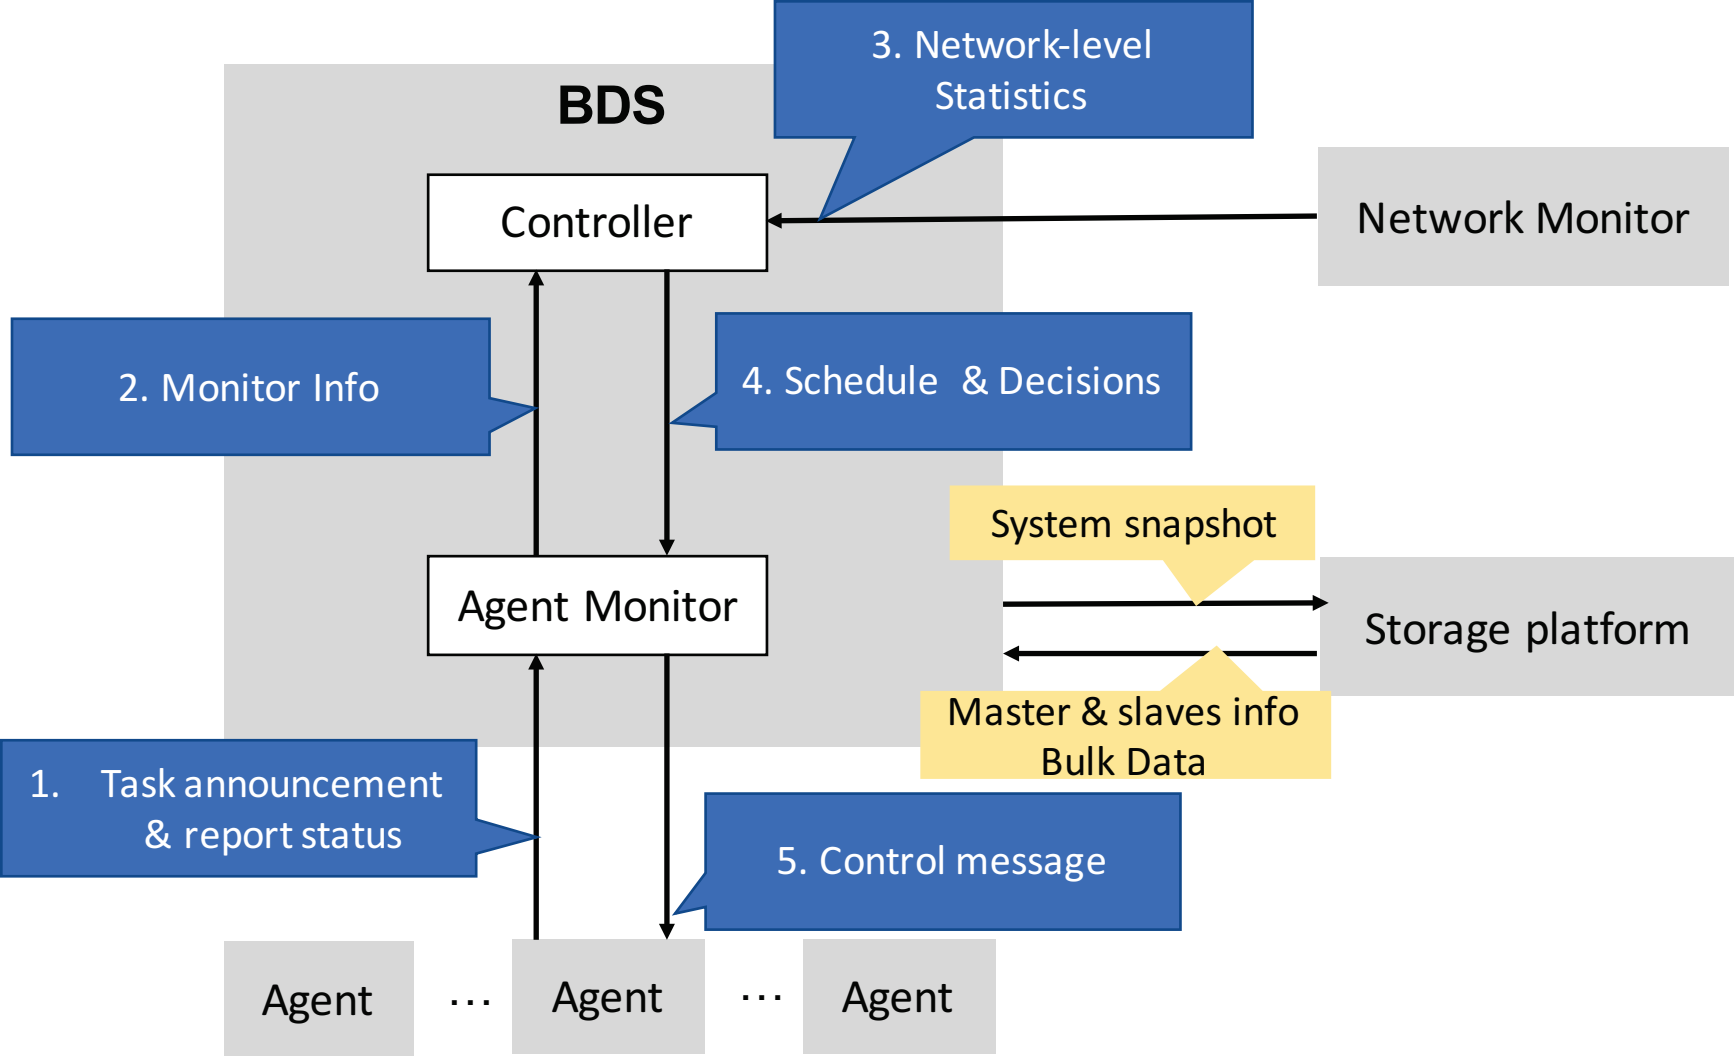 3. Network-level
Statistics
BDS
Controller
Network Monitor
2. Monitor Info
4. Schedule & Decisions
System snapshot
Agent Monitor
Storage platform
Master & slaves info
Bulk Data
1. Task announcement
& report status
5. Control message
Agent ... Agent ... Agent